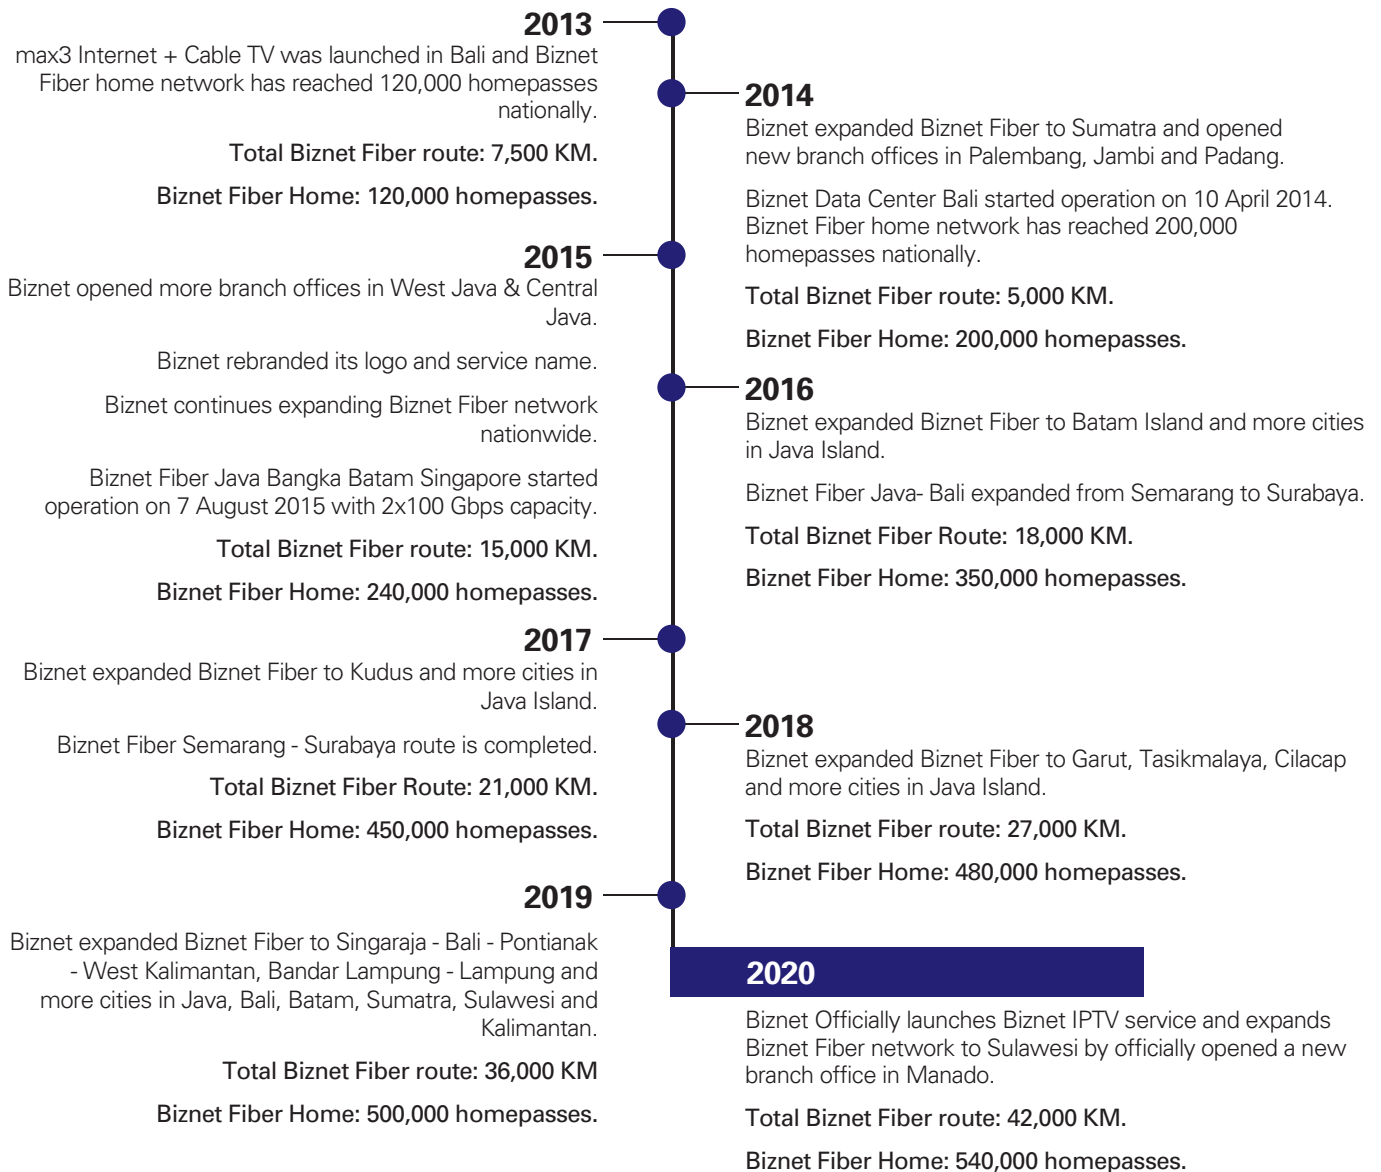 2013
max3 Internet + Cable TV was launched in Bali and Biznet
Fiber home network has reached 120,000 homepasses
nationally.
Total Biznet Fiber route: 7,500 KM.
Biznet Fiber Home: 120,000 homepasses.
2014
Biznet expanded Biznet Fiber to Sumatra and opened
new branch offices in Palembang, Jambi and Padang.
Biznet Data Center Bali started operation on 10 April 2014.
Biznet Fiber home network has reached 200,000
homepasses nationally.
Total Biznet Fiber route: 5,000 KM.
Biznet Fiber Home: 200,000 homepasses.
2015
Biznet opened more branch offices in West Java & Central
Java.
Biznet rebranded its logo and service name.
Biznet continues expanding Biznet Fiber network
nationwide.
Biznet Fiber Java Bangka Batam Singapore started
operation on 7 August 2015 with 2x100 Gbps capacity.
Total Biznet Fiber route: 15,000 KM.
Biznet Fiber Home: 240,000 homepasses.
2016
Biznet expanded Biznet Fiber to Batam Island and more cities
in Java Island.
Biznet Fiber Java- Bali expanded from Semarang to Surabaya.
Total Biznet Fiber Route: 18,000 KM.
Biznet Fiber Home: 350,000 homepasses.
2017
Biznet expanded Biznet Fiber to Kudus and more cities in
Java Island.
Biznet Fiber Semarang - Surabaya route is completed.
Total Biznet Fiber Route: 21,000 KM.
Biznet Fiber Home: 450,000 homepasses.
2018
Biznet expanded Biznet Fiber to Garut, Tasikmalaya, Cilacap
and more cities in Java Island.
Total Biznet Fiber route: 27,000 KM.
Biznet Fiber Home: 480,000 homepasses.
2019
Biznet expanded Biznet Fiber to Singaraja - Bali - Pontianak
- West Kalimantan, Bandar Lampung - Lampung and
more cities in Java, Bali, Batam, Sumatra, Sulawesi and
Kalimantan.
Total Biznet Fiber route: 36,000 KM
Biznet Fiber Home: 500,000 homepasses.
2020
Biznet Officially launches Biznet IPTV service and expands
Biznet Fiber network to Sulawesi by officially opened a new
branch office in Manado.
Total Biznet Fiber route: 42,000 KM.
Biznet Fiber Home: 540,000 homepasses.